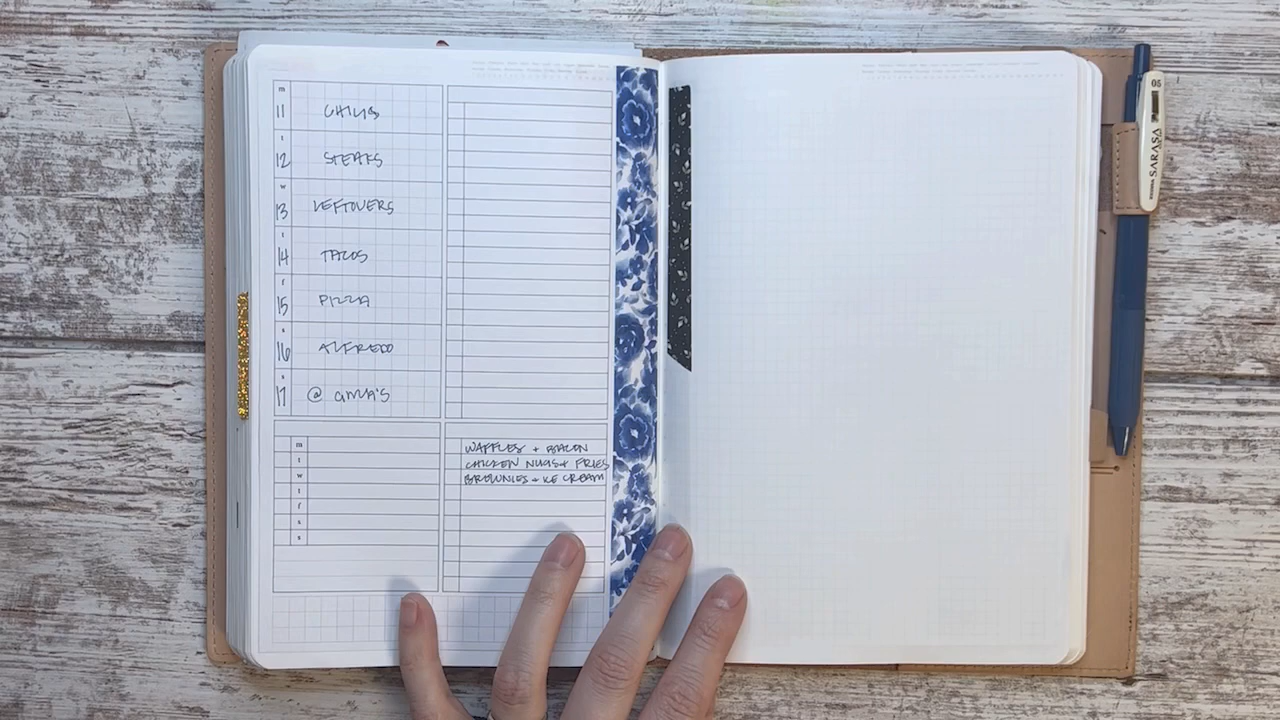 m
11 CHILIS
t
12 STEAKS
w
13 LEFTOVERS
t
14 TACOS
f
15 PIZZA
s
16 ALFREDO
s
17 @ GMA'S
m
t
w
t
f
s
s
WAFFLES + BACON
CHICKEN NUGS + FRIES
BROWNIES + ICE CREAM
05
SARASA